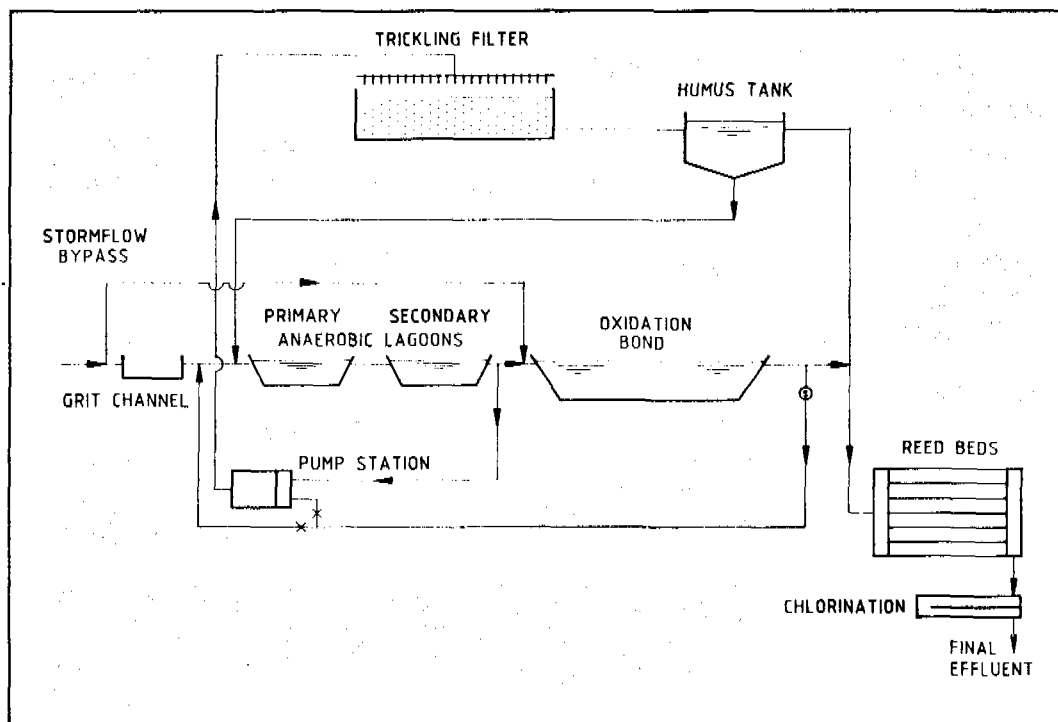 TRICKLING FILTER
HUMUS TANK
STORMFLOW
BYPASS
PRIMARY
SECONDARY
ANAEROBIC LAGOONS
OXIDATION
BOND
GRIT CHANNEL
PUMP STATION
REED BEDS
CHLORINATION
FINAL
EFFLUENT